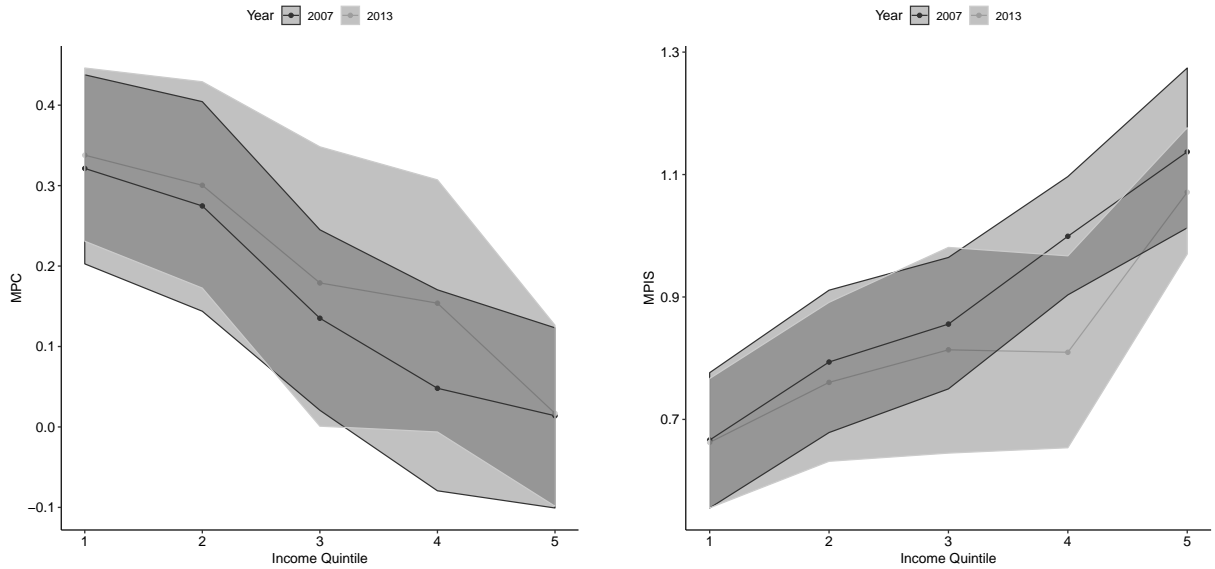 Year 2007 2013
MPC
0.4
0.3
0.2
0.1
0.0
−0.1
1 2 3 4 5
Income Quintile
Year 2007 2013
MPIS
1.3
1.1
0.9
0.7
1 2 3 4 5
Income Quintile